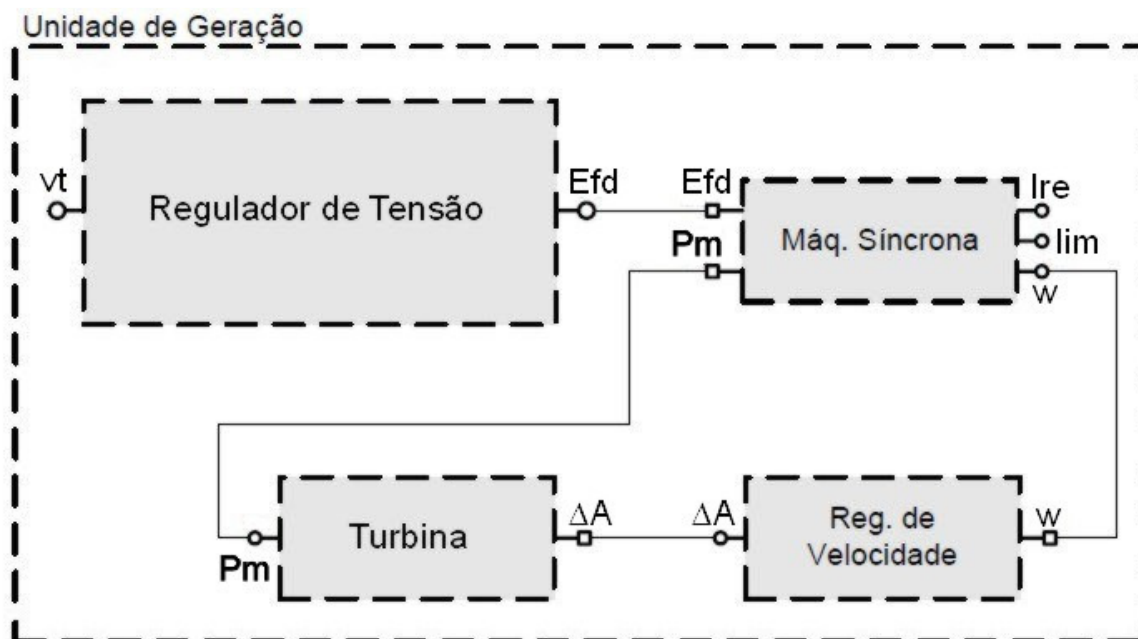 Unidade de Geração
vt
Regulador de Tensão
Efd
Efd
Pm
Máq. Síncrona
Ire
Iim
w
Pm
Turbina
ΔA
ΔA
Reg. de
Velocidade
w